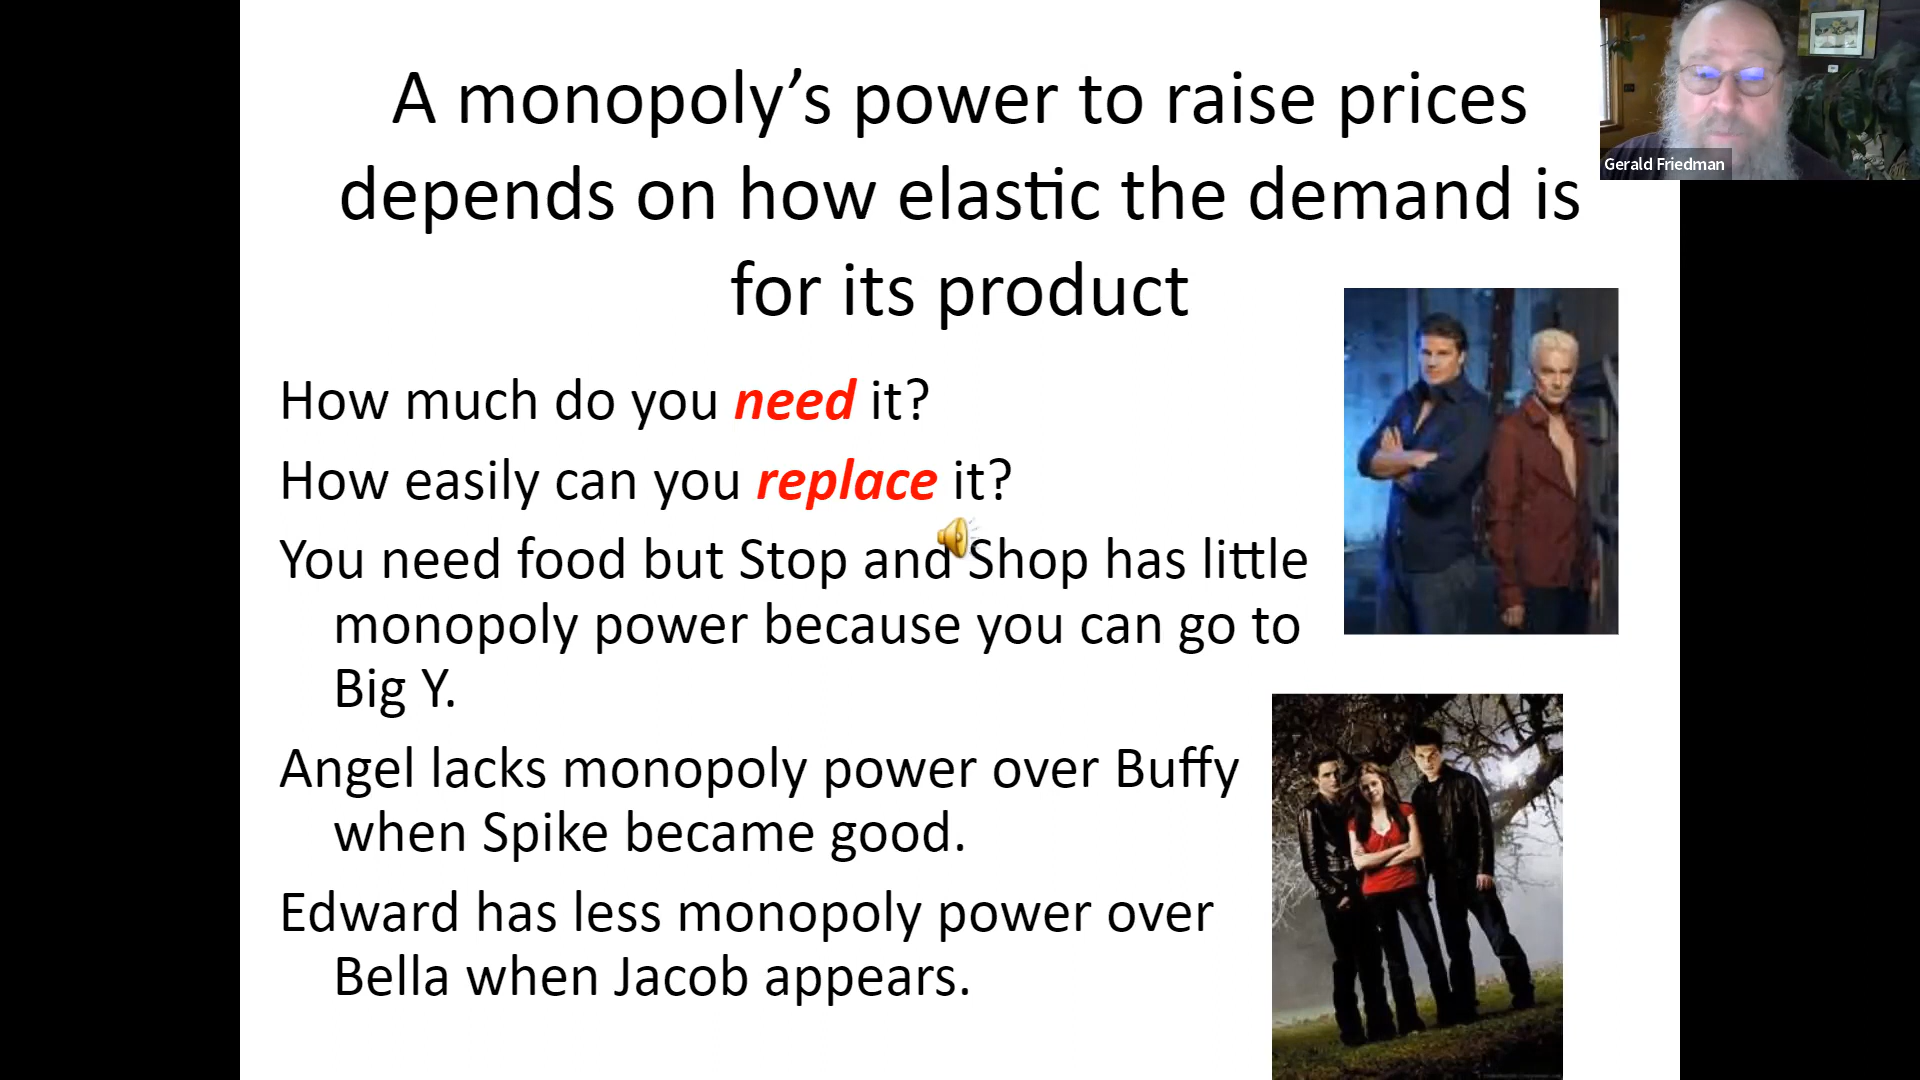 A monopoly’s power to raise prices
depends on how elastic the demand is
for its product
Gerald Friedman
How much do you need it?
How easily can you replace it?
You need food but Stop and Shop has little
monopoly power because you can go to
Big Y.
Angel lacks monopoly power over Buffy
when Spike became good.
Edward has less monopoly power over
Bella when Jacob appears.